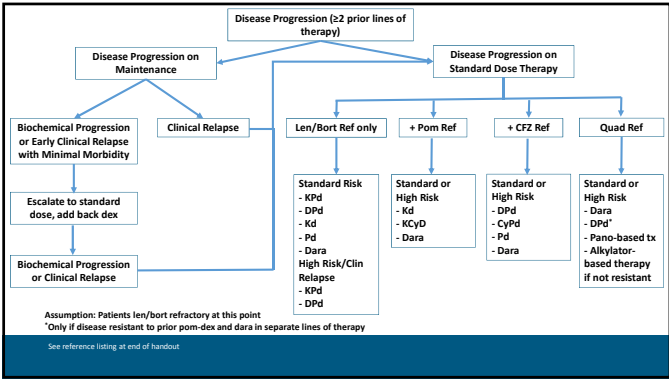 Disease Progression (≥2 prior lines of
therapy)
Disease Progression on
Maintenance
Disease Progression on
Standard Dose Therapy
Biochemical Progression
or Early Clinical Relapse
with Minimal Morbidity
Clinical Relapse
Len/Bort Ref only
+ Pom Ref
+ CFZ Ref
Quad Ref
Escalate to standard
dose, add back dex
Biochemical Progression
or Clinical Relapse
Standard Risk
- KPd
- DPd
- Kd
- Pd
- Dara
High Risk/Clin
Relapse
- KPd
- DPd
Standard or
High Risk
- Kd
- KCyD
- Dara
Standard or
High Risk
- DPd
- CyPd
- Pd
- Dara
Standard or
High Risk
- Dara
- DPd*
- Pano-based tx
- Alkylator-
based therapy
if not resistant
Assumption: Patients len/bort refractory at this point
*Only if disease resistant to prior pom-dex and dara in separate lines of therapy
See reference listing at end of handout